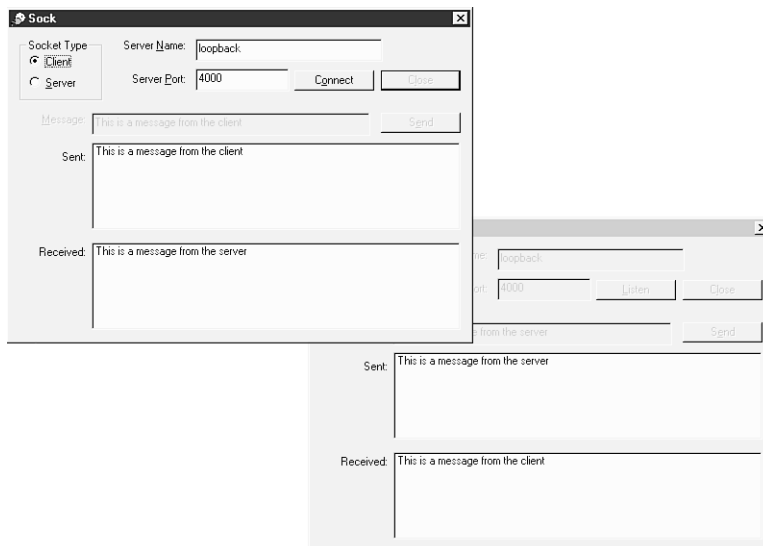 Sock
Socket Type
Client
Server
Server Name: loopback
Server Port: 4000 Connect Close
Message: This is a message from the client Send
Sent: This is a message from the client
Received: This is a message from the server
me: loopback
ort: 4000 Listen Close
e from the server Send
Sent: This is a message from the server
Received: This is a message from the client